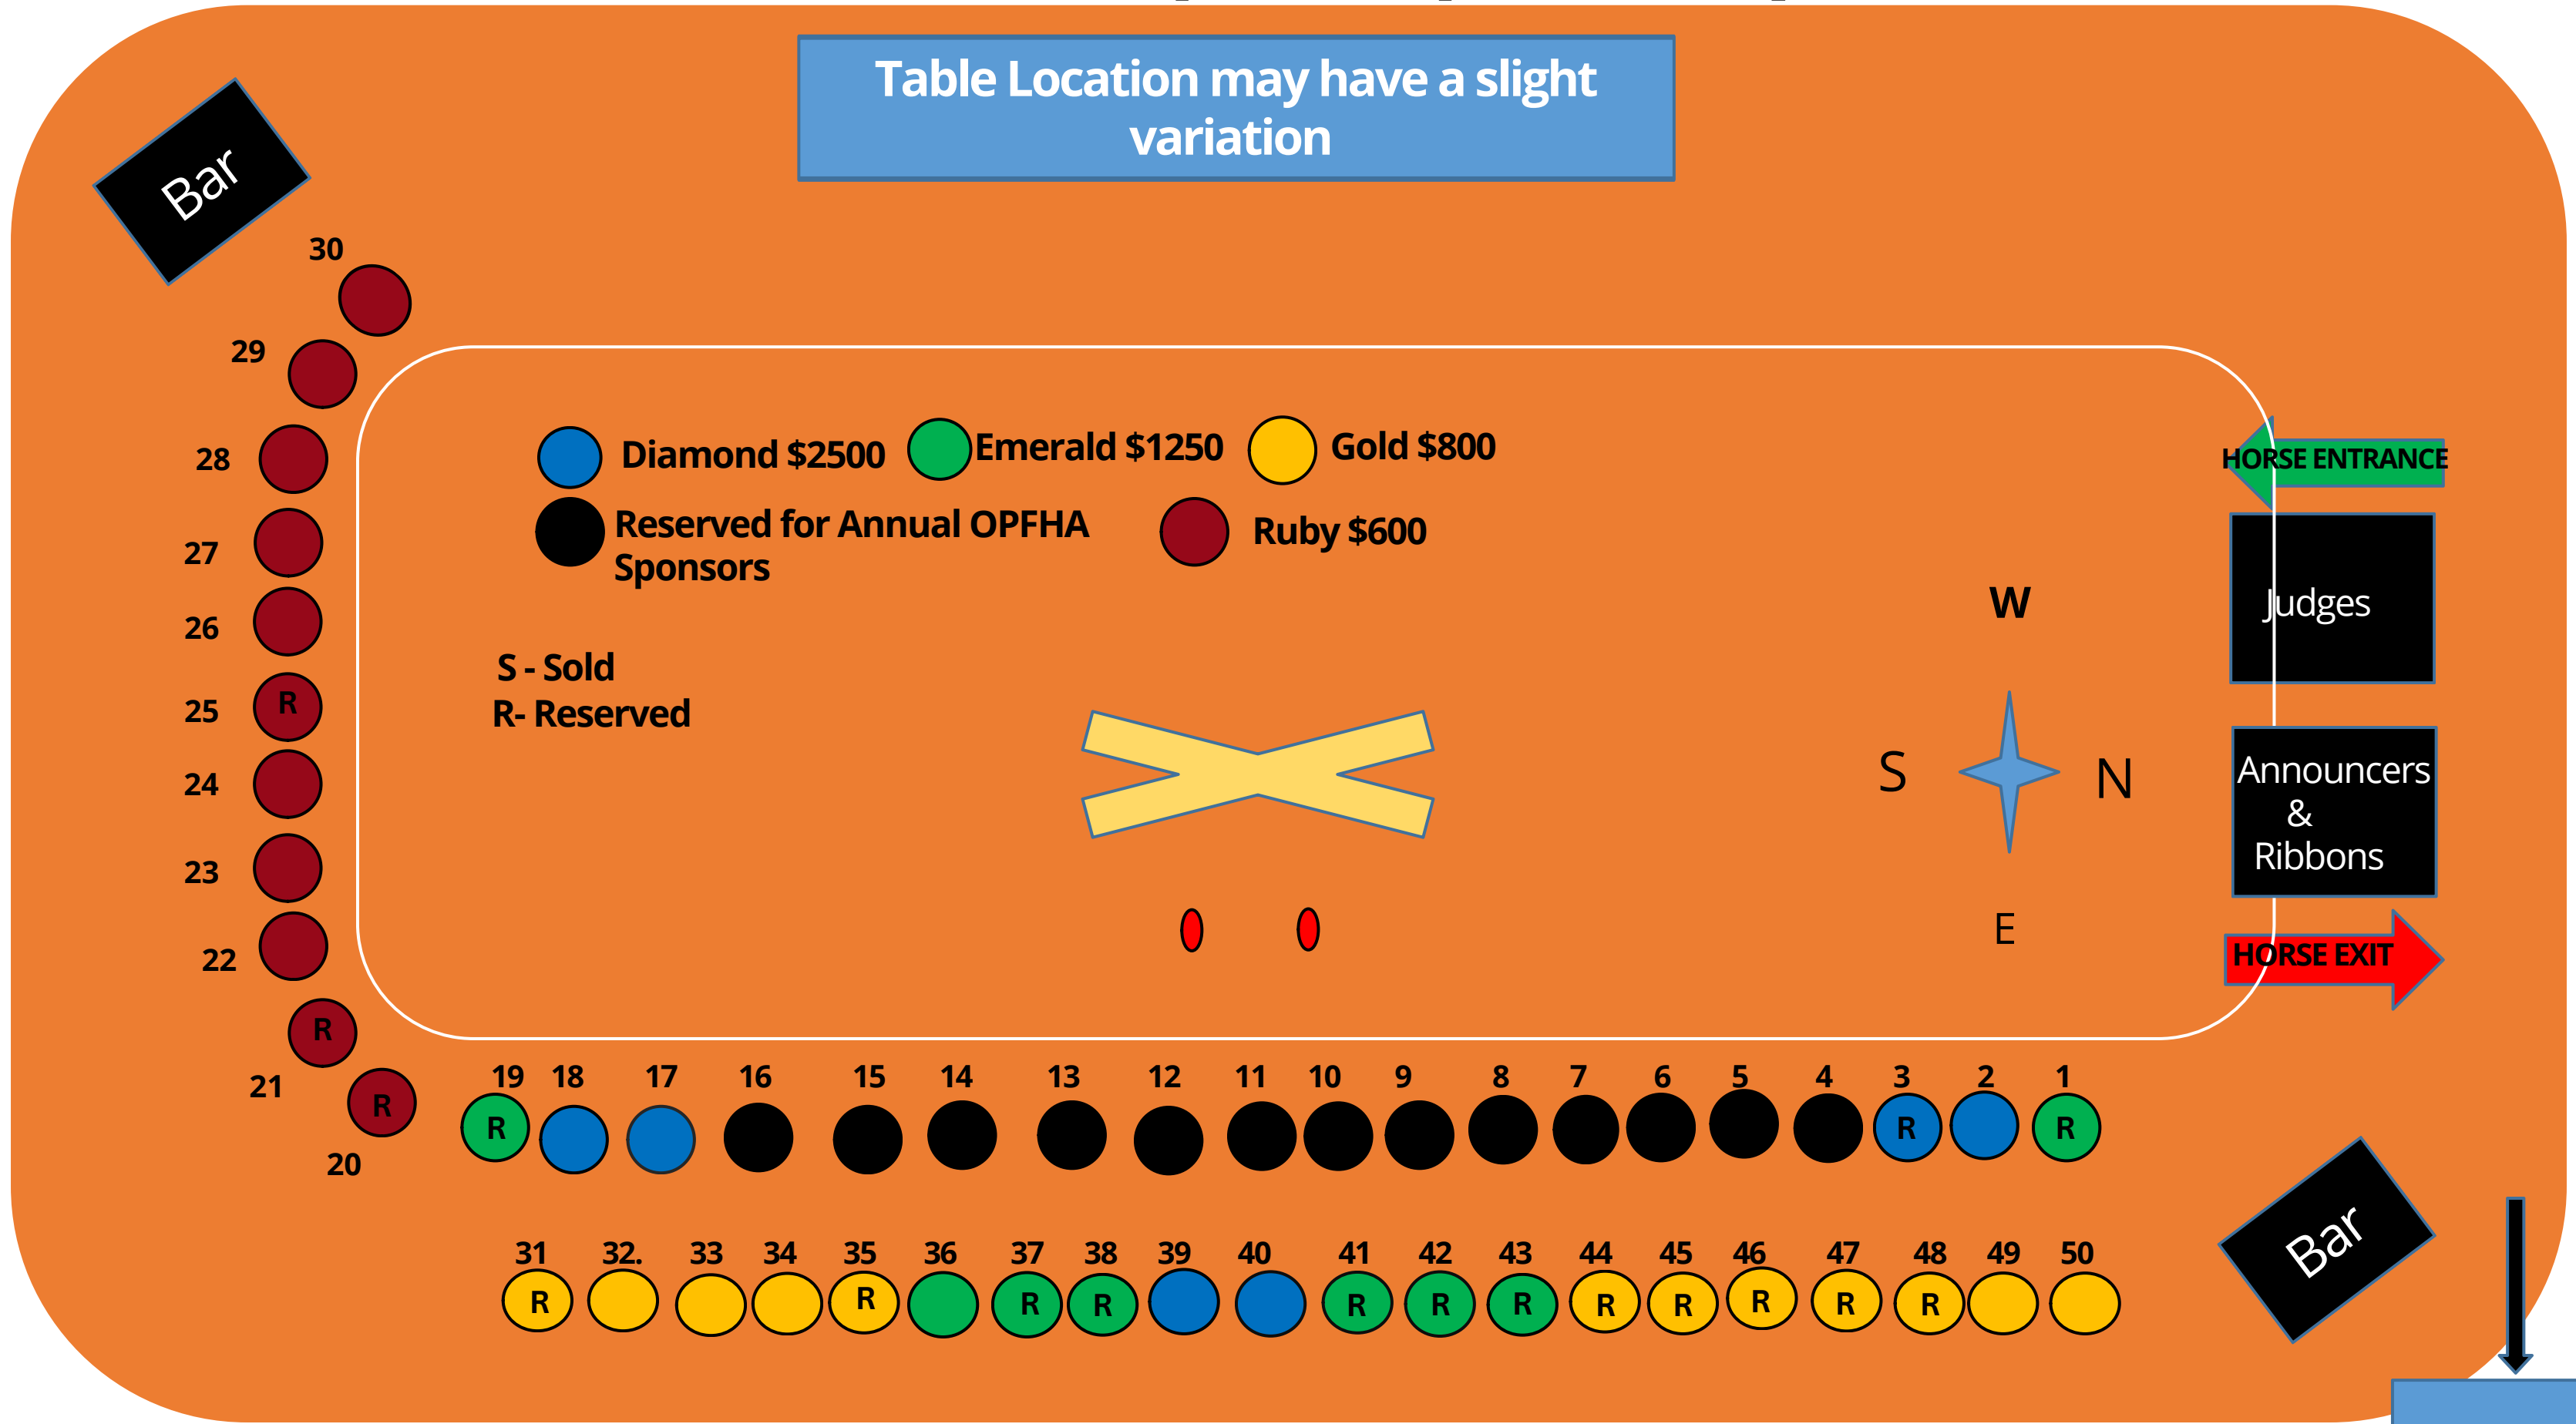 Table Location may have a slight
variation
Bar
30
29
28
27
26
25 R
24
23
22
R
21
R
20
Diamond $2500 Emerald $1250 Gold $800
Reserved for Annual OPFHA
Sponsors
Ruby $600
S - Sold
R- Reserved
W
S N
E
HORSE ENTRANCE
Judges
Announcers
&
Ribbons
HORSE EXIT
19 18 17 16 15 14 13 12 11 10 9 8 7 6 5 4 3 2 1
R R R
31 32. 33 34 35 36 37 38 39 40 41 42 43 44 45 46 47 48 49 50
R R R R R R R R R R R R
Bar